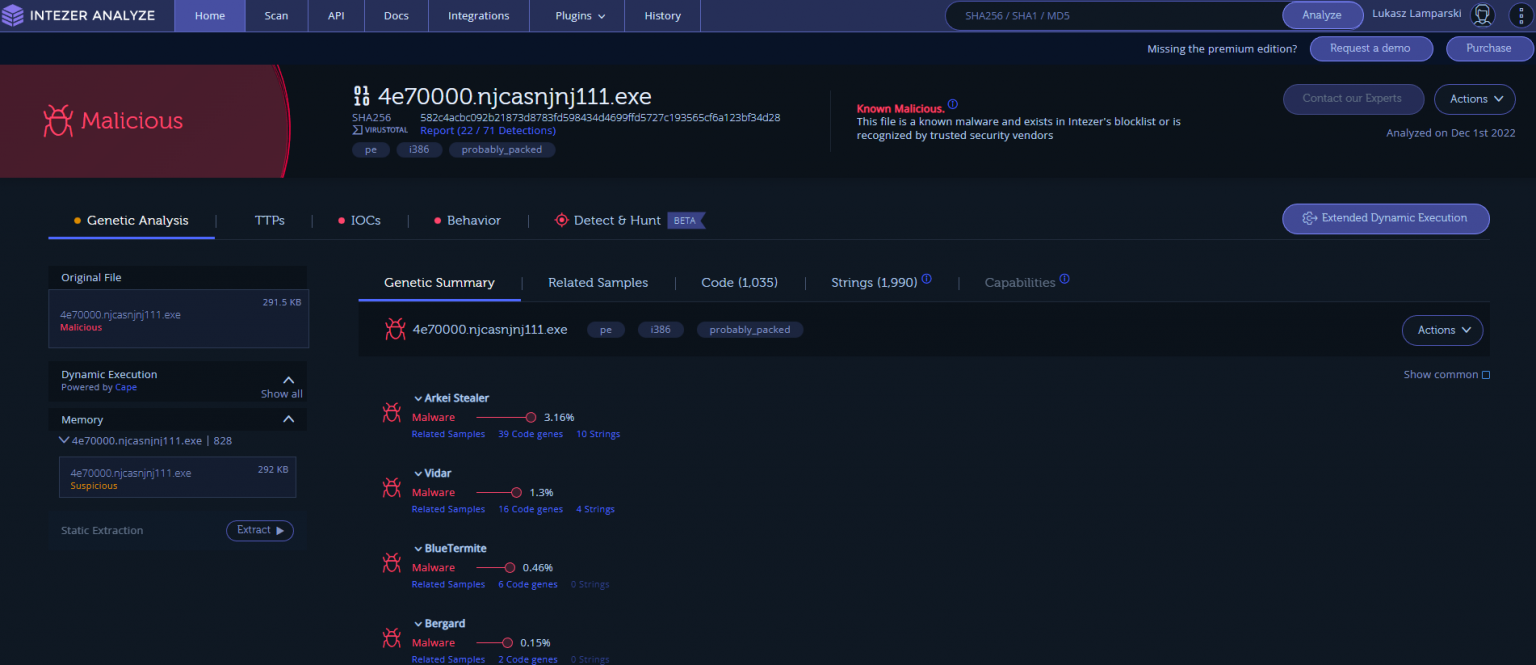 INTEZER ANALYZE Home Scan API Docs Integrations Plugins History SHA256 / SHA1 / MD5 Analyze Lukasz Lamparski
Missing the premium edition? Request a demo Purchase
Malicious
01
10
4e70000.njcasnjnj111.exe
SHA256 582c4acbc092b21873d8783fd598434d4699ffd5727c193565cf6a123bf34d28
VIRUSTOTAL Report (22 / 71 Detections)
pe i386 probably_packed
Known Malicious.
This file is a known malware and exists in Intezer's blocklist or is
recognized by trusted security vendors
Contact our Experts Actions
Analyzed on Dec 1st 2022
Genetic Analysis TTPs IOCs Behavior Detect & Hunt BETA Extended Dynamic Execution
Original File
291.5 KB
4e70000.njcasnjnj111.exe
Malicious
Dynamic Execution
Powered by Cape
Show all
Memory
4e70000.njcasnjnj111.exe | 828
4e70000.njcasnjnj111.exe 292 KB
Suspicious
Static Extraction Extract
Genetic Summary Related Samples Code (1,035) Strings (1,990) Capabilities
4e70000.njcasnjnj111.exe pe i386 probably_packed Actions
Show common
Arkei Stealer
Malware 3.16%
Related Samples 39 Code genes 10 Strings
Vidar
Malware 1.3%
Related Samples 16 Code genes 4 Strings
BlueTermite
Malware 0.46%
Related Samples 6 Code genes 0 Strings
Bergard
Malware 0.15%
Related Samples 2 Code genes 0 Strings